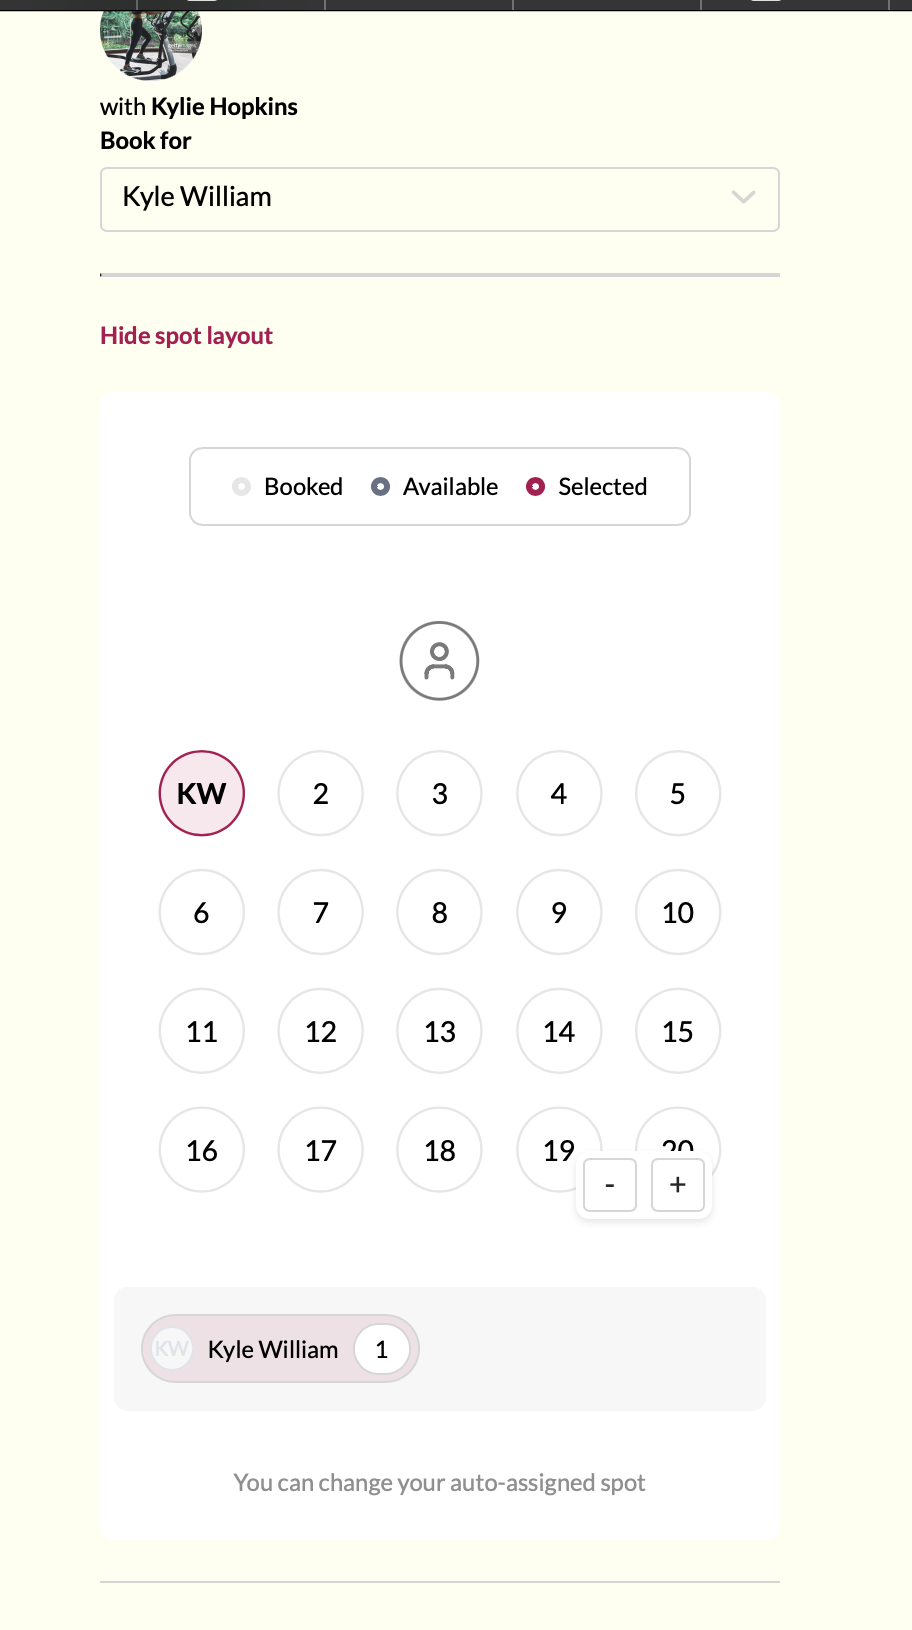 with Kylie Hopkins
Book for
Kyle William
Hide spot layout
Booked Available Selected
KW 2 3 4 5
6 7 8 9 10
11 12 13 14 15
16 17 18 19 20
- +
KW Kyle William 1
You can change your auto-assigned spot